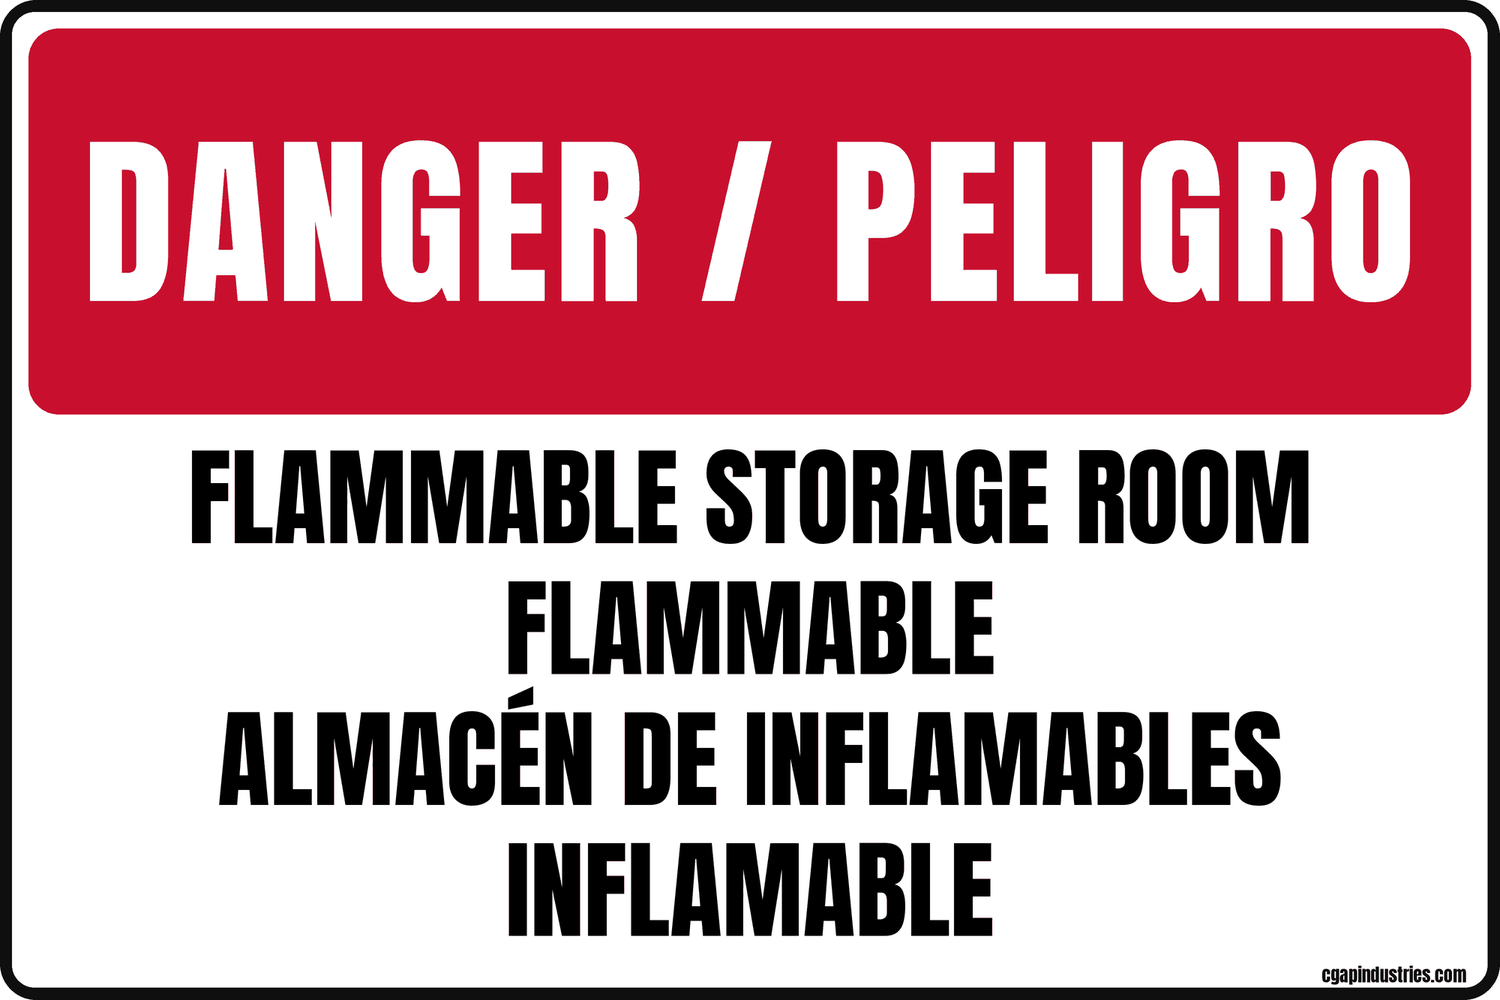 DANGER / PELIGRO
FLAMMABLE STORAGE ROOM
FLAMMABLE
ALMACÉN DE INFLAMABLES
INFLAMABLE
cgapindustries.com